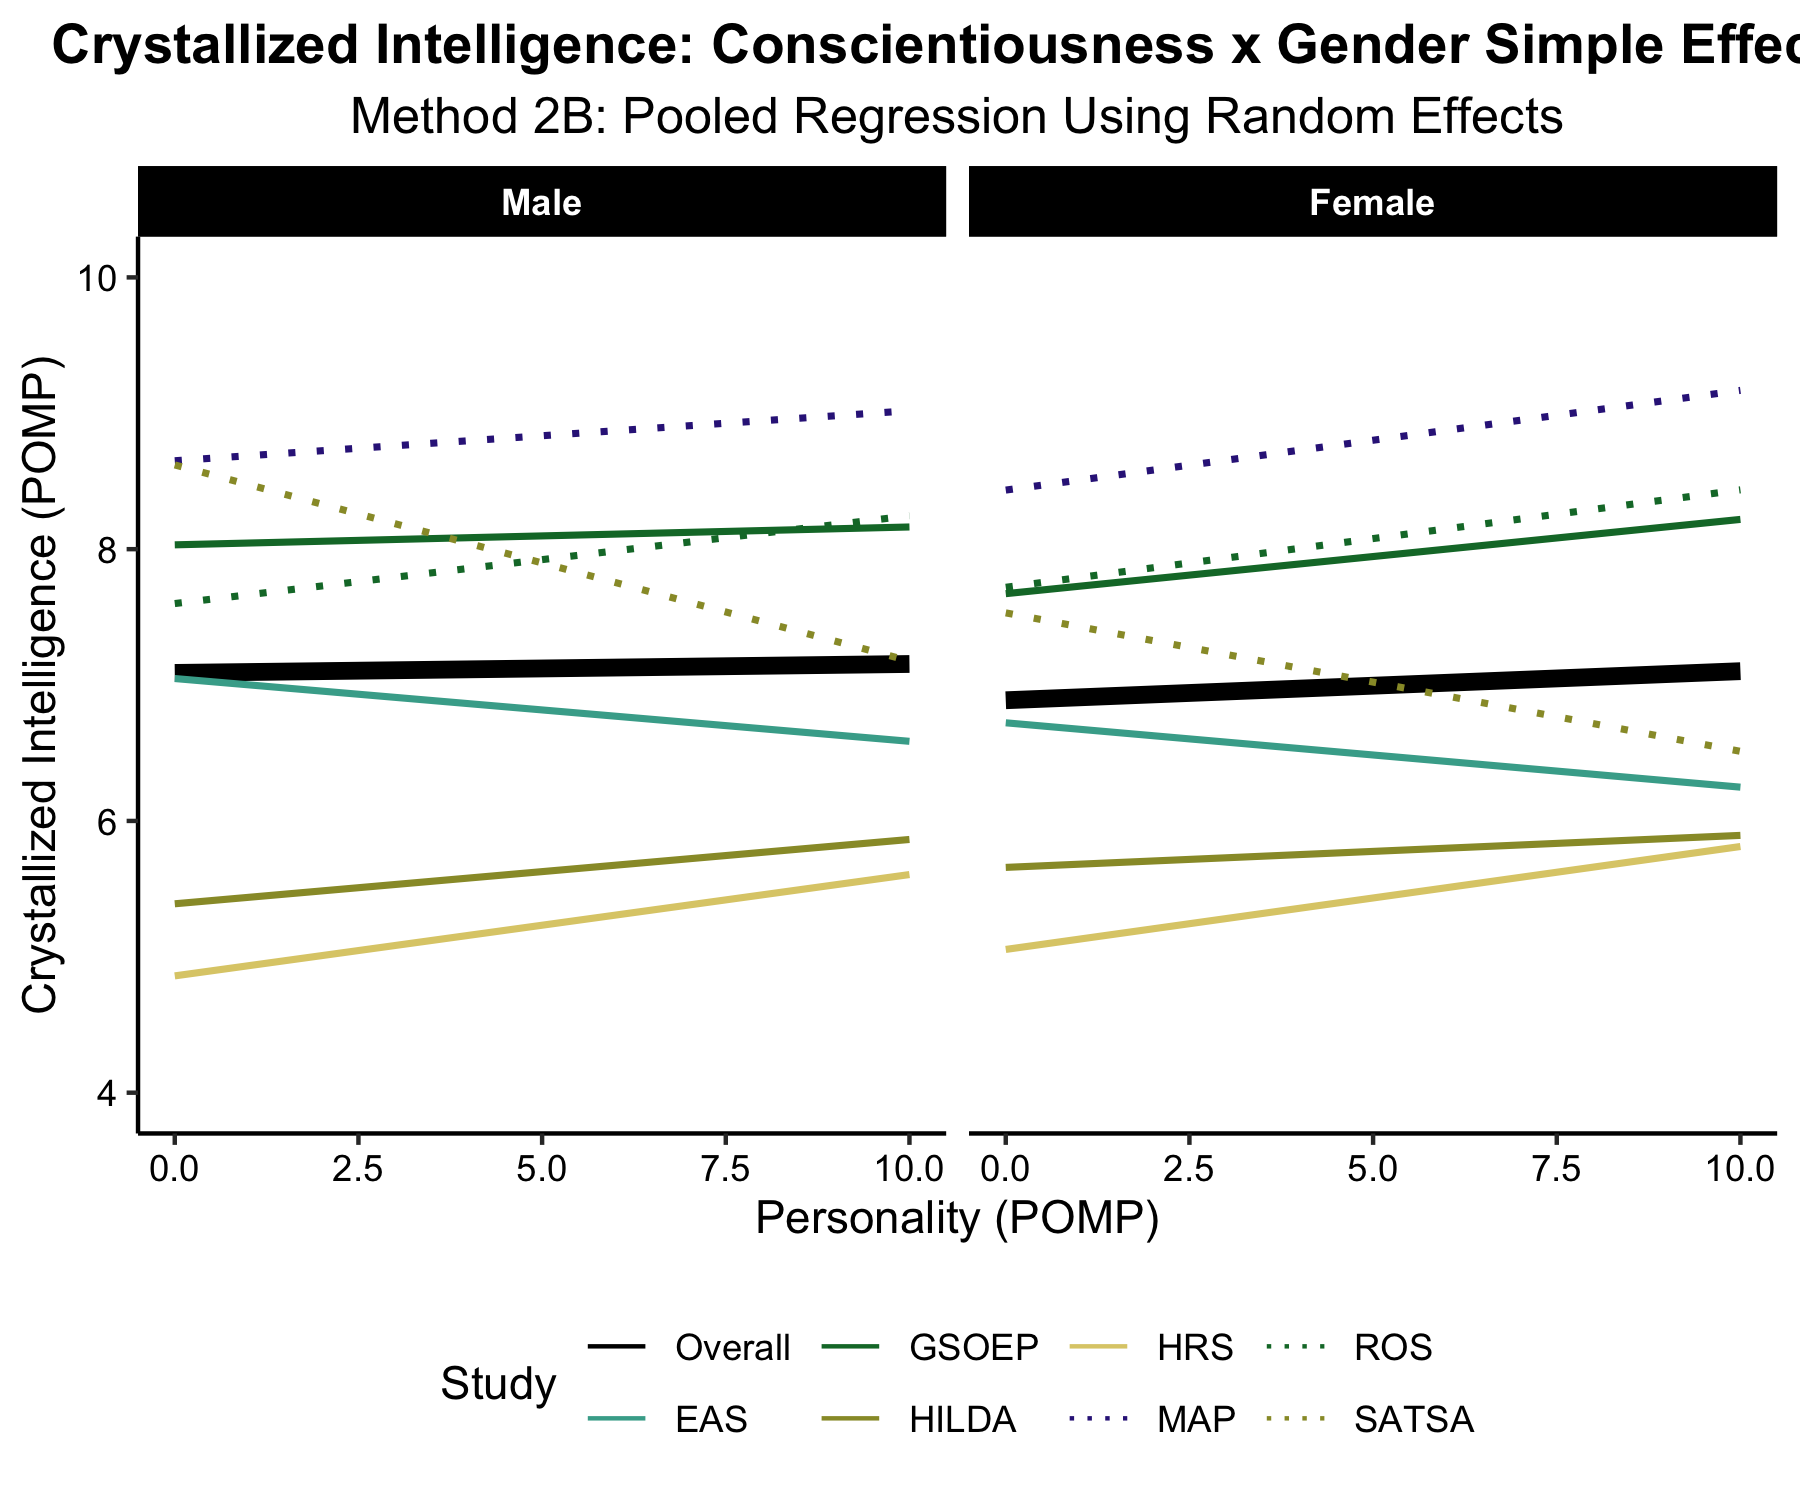 Crystallized Intelligence: Conscientiousness x Gender Simple Effec
Method 2B: Pooled Regression Using Random Effects
Male
Female
Crystallized Intelligence (POMP)
10
8
6
4
0.0 2.5 5.0 7.5 10.0
0.0 2.5 5.0 7.5 10.0
Personality (POMP)
Study
Overall GSOEP HRS ROS
EAS HILDA MAP SATSA